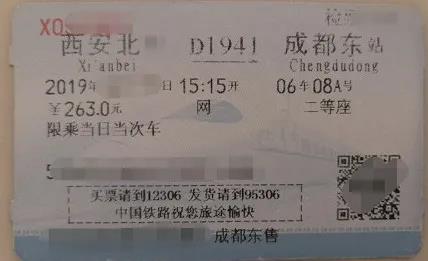 XO
西安北 D1941 成都东站
Xi'anbei Chengdudong
2019年 日 15:15开 06车08A号
￥263.0元 网 二等座
限乘当日当次车
5
买票请到12306 发货请到95306
中国铁路祝您旅途愉快
成都东售